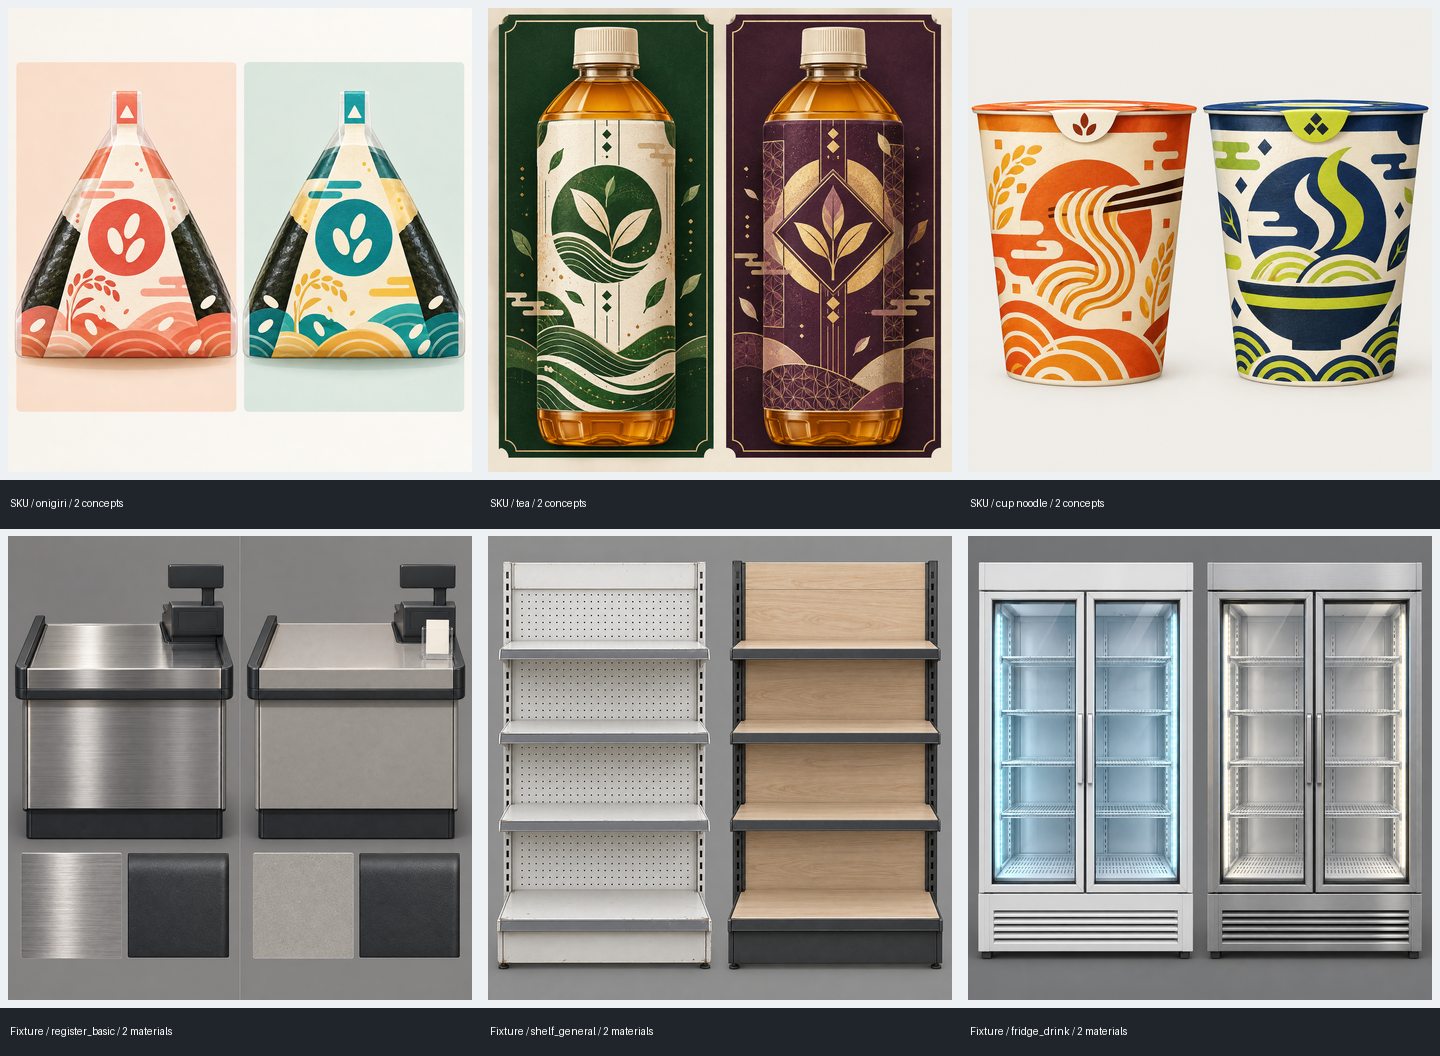 SKU / onigiri / 2 concepts
SKU / tea / 2 concepts
SKU / cup noodle / 2 concepts
Fixture / register_basic / 2 materials
Fixture / shelf_general / 2 materials
Fixture / fridge_drink / 2 materials